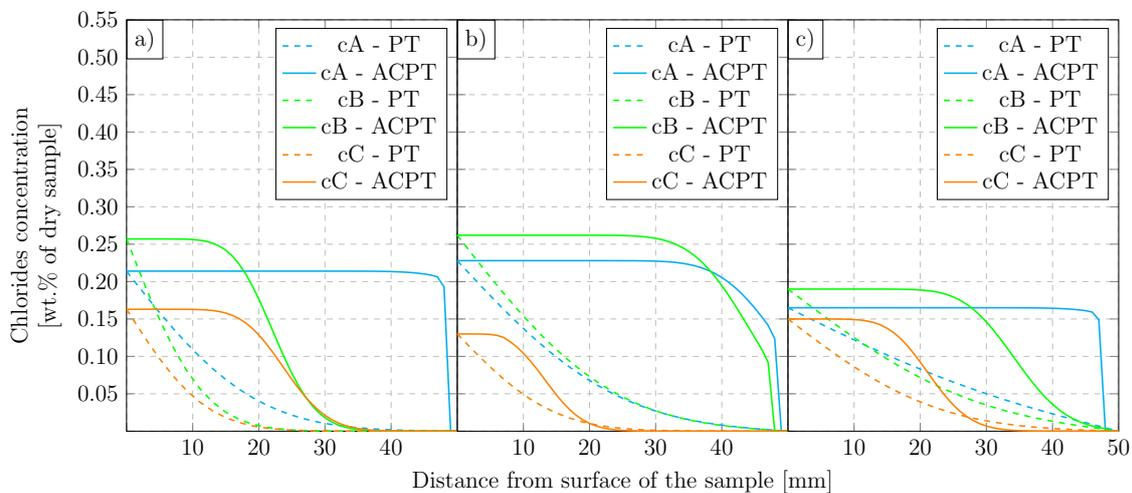 Chlorides concentration
[wt.% of dry sample]
0.55
0.50
0.45
0.40
0.35
0.30
0.25
0.20
0.15
0.10
0.05
a)
cA - PT
cA - ACPT
cB - PT
cB - ACPT
cC - PT
cC - ACPT
10 20 30 40
b)
cA - PT
cA - ACPT
cB - PT
cB - ACPT
cC - PT
cC - ACPT
10 20 30 40
c)
cA - PT
cA - ACPT
cB - PT
cB - ACPT
cC - PT
cC - ACPT
10 20 30 40 50
Distance from surface of the sample [mm]